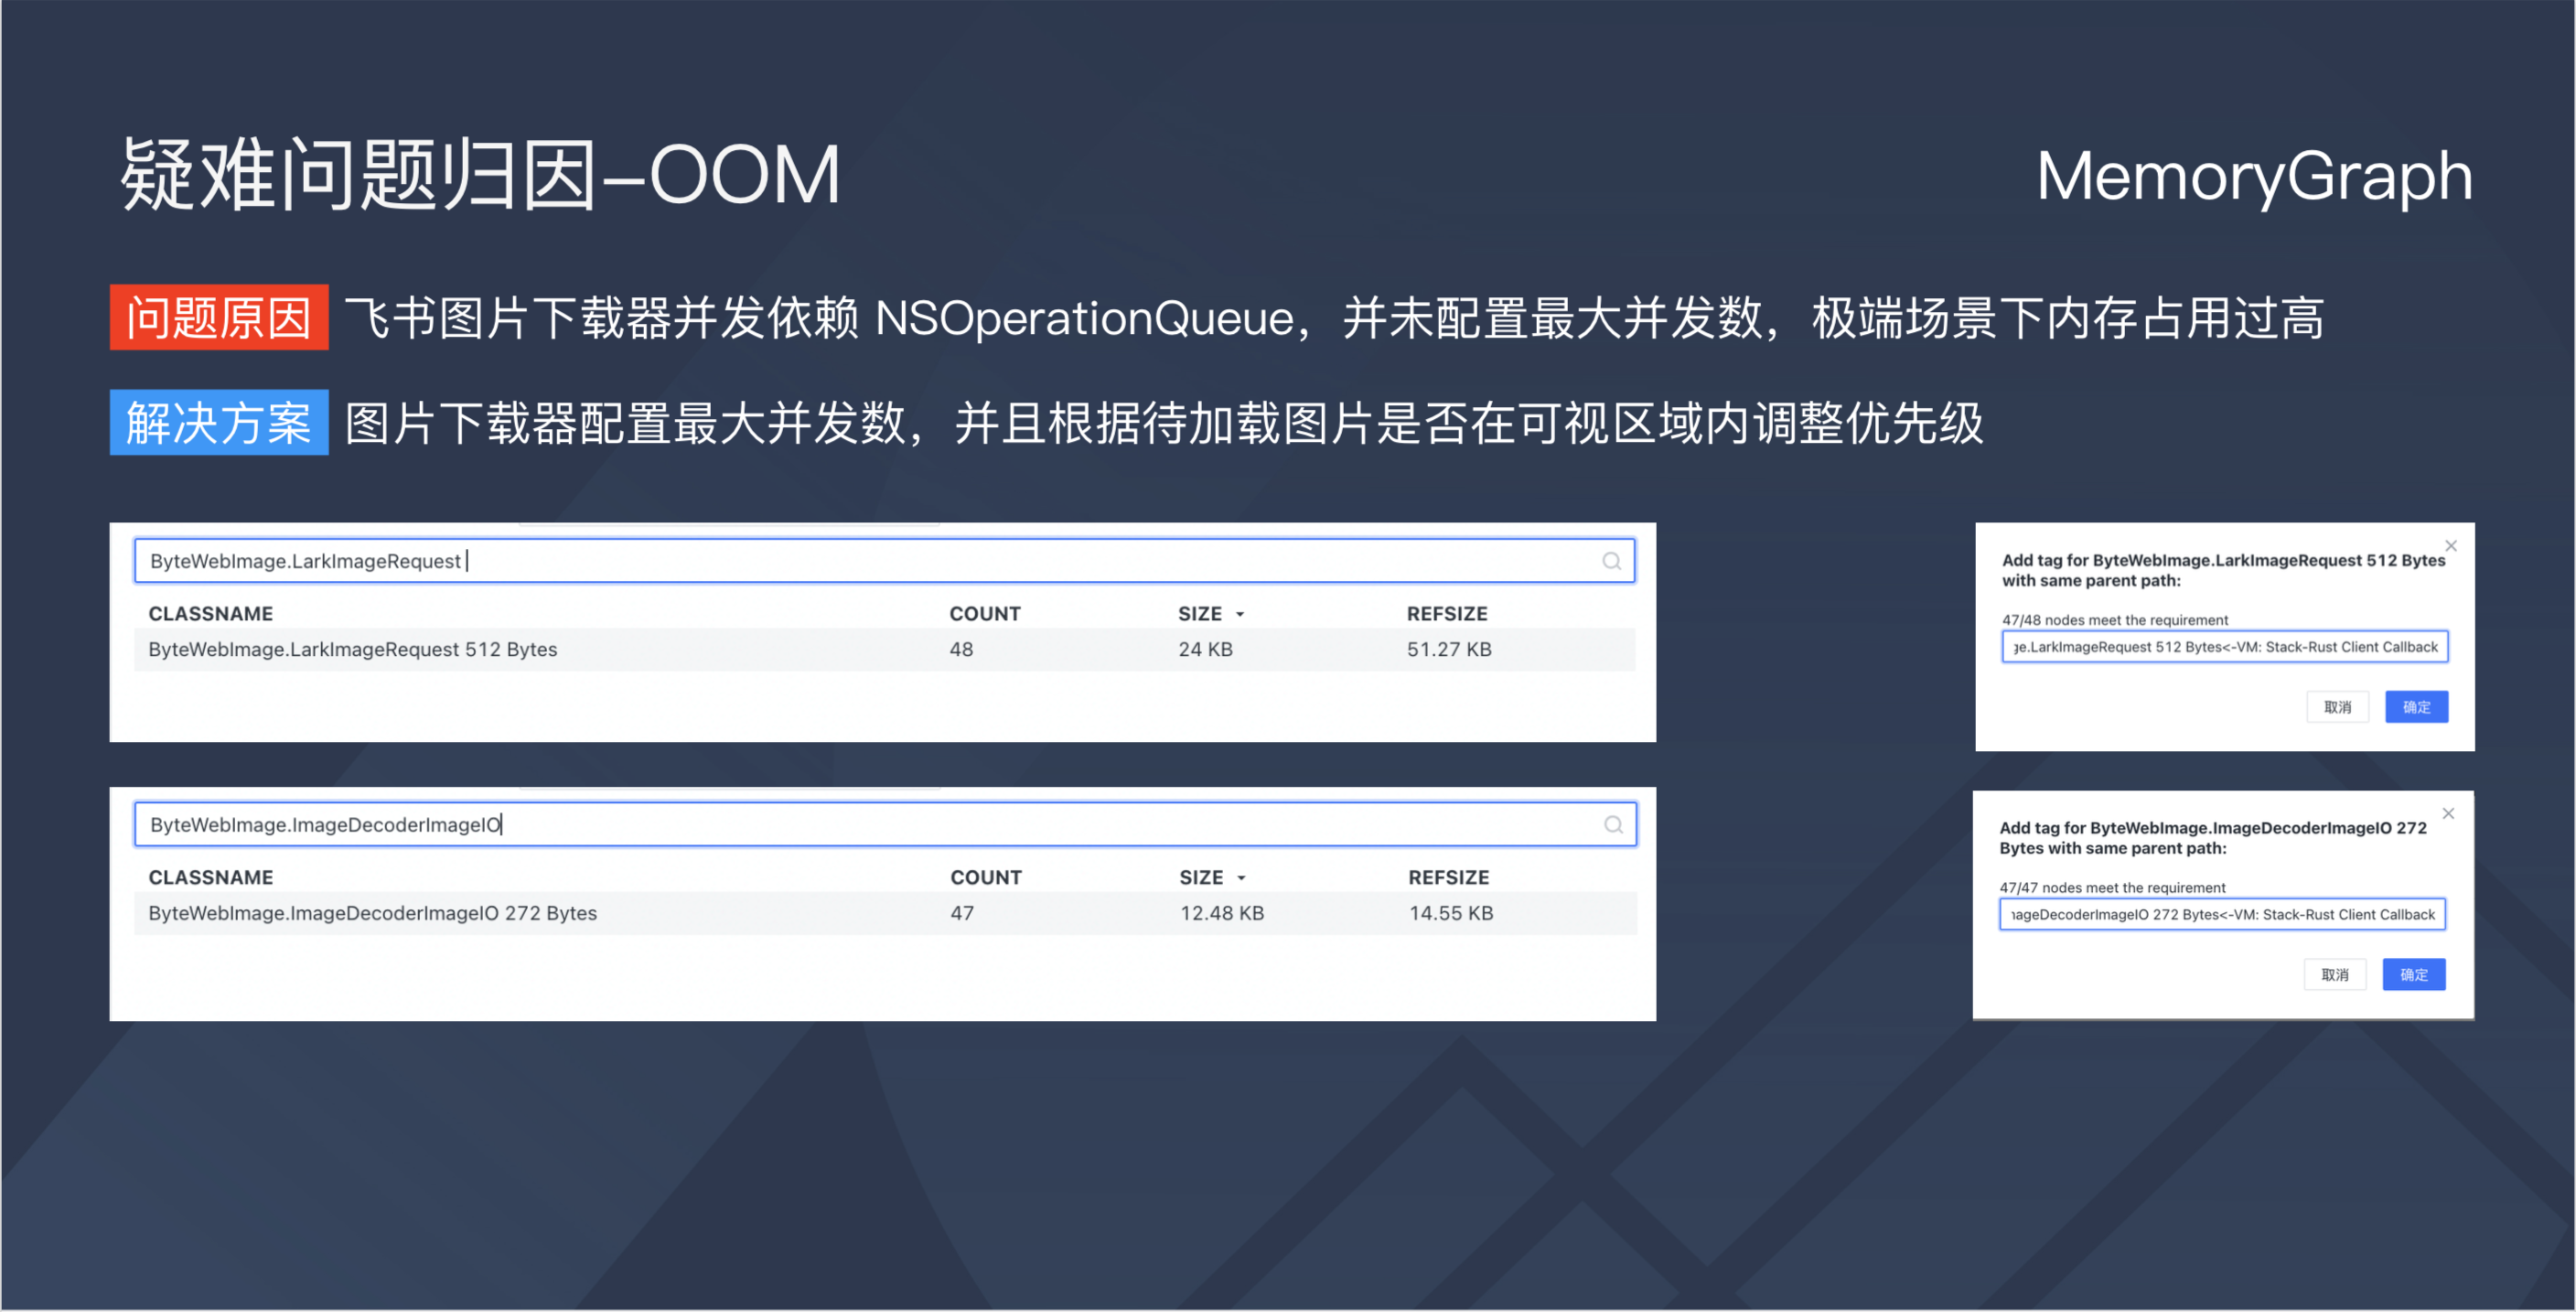 疑难问题归因–OOM
MemoryGraph
问题原因 飞书图片下载器并发依赖 NSOperationQueue，并未配置最大并发数，极端场景下内存占用过高
解决方案 图片下载器配置最大并发数，并且根据待加载图片是否在可视区域内调整优先级
ByteWebImage.LarkImageRequest
CLASSNAME COUNT SIZE REFSIZE
ByteWebImage.LarkImageRequest 512 Bytes 48 24 KB 51.27 KB
Add tag for ByteWebImage.LarkImageRequest 512 Bytes
with same parent path:
47/48 nodes meet the requirement
ge.LarkImageRequest 512 Bytes<-VM: Stack-Rust Client Callback
取消 确定
ByteWebImage.ImageDecoderImageIO
CLASSNAME COUNT SIZE REFSIZE
ByteWebImage.ImageDecoderImageIO 272 Bytes 47 12.48 KB 14.55 KB
Add tag for ByteWebImage.ImageDecoderImageIO 272
Bytes with same parent path:
47/47 nodes meet the requirement
nageDecoderImageIO 272 Bytes<-VM: Stack-Rust Client Callback
取消 确定